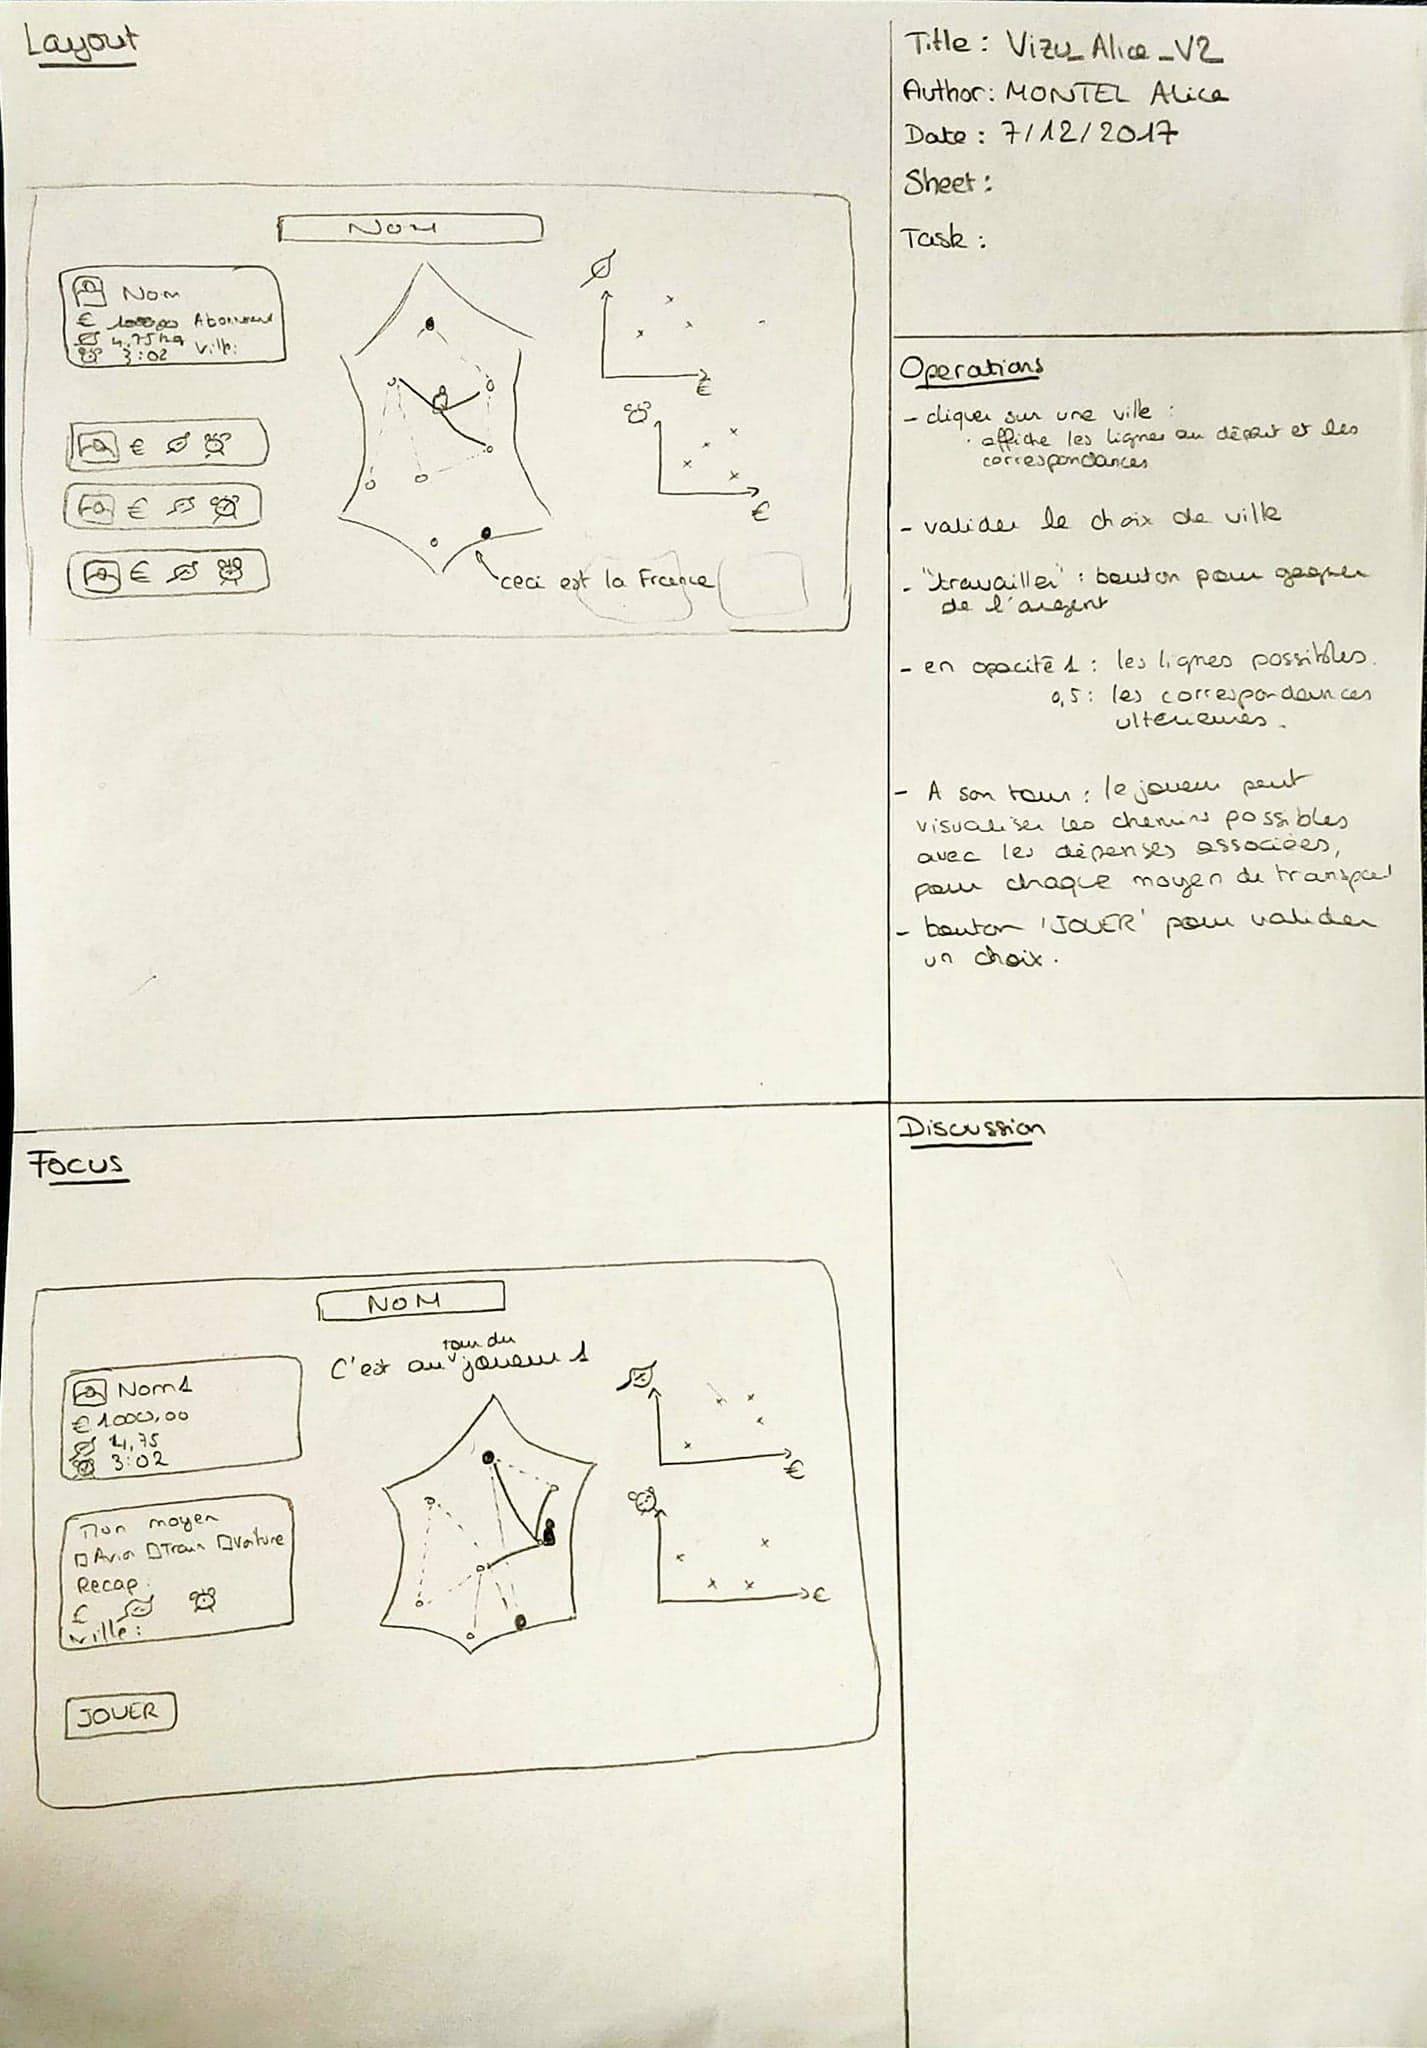 Layout
NOM
Nom
€
4,75 kg
3:02 Ville:
€
€
€
€
€
ceci est la France
Title : Vizu_Alice_V2
Author: MONTEL Alice
Date : 7/12/2017
Sheet :
Task :
Operations
- cliquer sur une ville :
· affiche les lignes au départ et les
correspondances
- valider le choix de ville
- "travailler" : bouton pour gagner
de l'argent
- en opacité 1 : les lignes possibles.
0,5 : les correspondances
ultérieures.
- A son tour : le joueur peut
visualiser les chemins possibles
avec les dépenses associées,
pour chaque moyen de transport
- bouton 'JOUER' pour valider
un choix.
Focus
NOM
C'est au tour du joueur 1
Nom1
€ 1000,00
4,75
3:02
Mon moyen
Avion Train Voiture
Recap :
€
Ville :
JOUER
€
€
Discussion